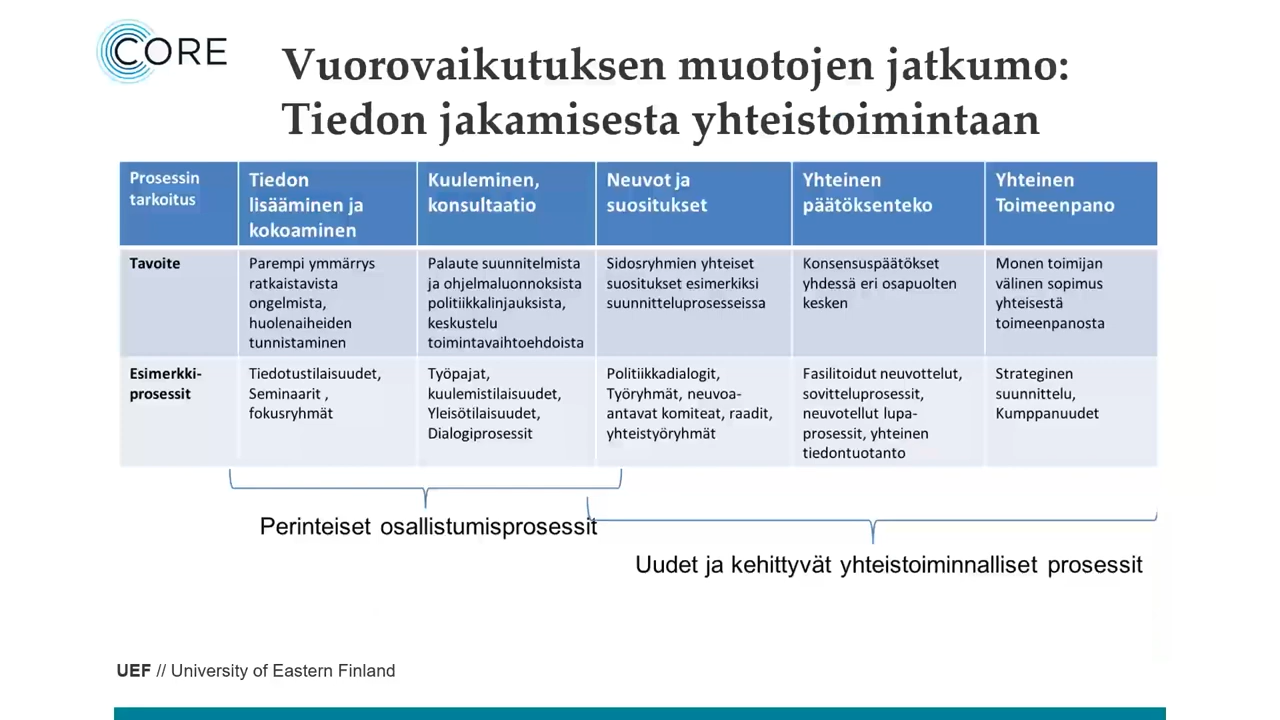 CORE
Vuorovaikutuksen muotojen jatkumo:
Tiedon jakamisesta yhteistoimintaan
Prosessin
tarkoitus
Tiedon
lisääminen ja
kokoaminen
Kuuleminen,
konsultaatio
Neuvot ja
suositukset
Yhteinen
päätöksenteko
Yhteinen
Toimeenpano
Tavoite
Parempi ymmärrys
ratkaistavista
ongelmista,
huolenaiheiden
tunnistaminen
Palaute suunnitelmista
ja ohjelmaluonnoksista
politiikkalinjauksista,
keskustelu
toimintavaihtoehdoista
Sidosryhmien yhteiset
suositukset esimerkiksi
suunnitteluprosesseissa
Konsensuspäätökset
yhdessä eri osapuolten
kesken
Monen toimijan
välinen sopimus
yhteisestä
toimeenpanosta
Esimerkki-
prosessit
Tiedotustilaisuudet,
Seminaarit ,
fokusryhmät
Työpajat,
kuulemistilaisuudet,
Yleisötilaisuudet,
Dialogiprosessit
Politiikkadialogit,
Työryhmät, neuvoa-
antavat komiteat, raadit,
yhteistyöryhmät
Fasilitoidut neuvottelut,
sovitteluprosessit,
neuvotellut lupa-
prosessit, yhteinen
tiedontuotanto
Strateginen
suunnittelu,
Kumppanuudet
Perinteiset osallistumisprosessit
Uudet ja kehittyvät yhteistoiminnalliset prosessit
UEF // University of Eastern Finland